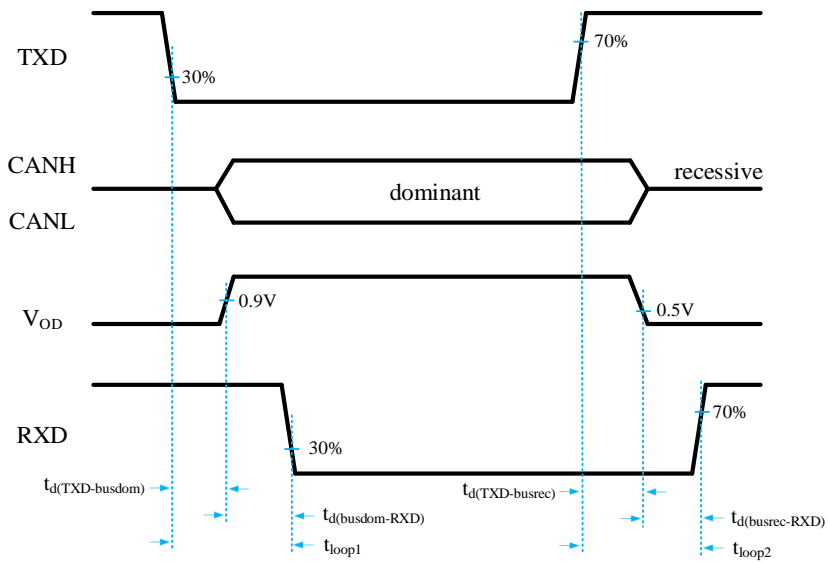 TXD
30%
70%
CANH
dominant
recessive
CANL
VOD
0.9V
0.5V
RXD
30%
70%
td(TXD-busdom)
td(TXD-busrec)
td(busdom-RXD)
td(busrec-RXD)
tloop1
tloop2